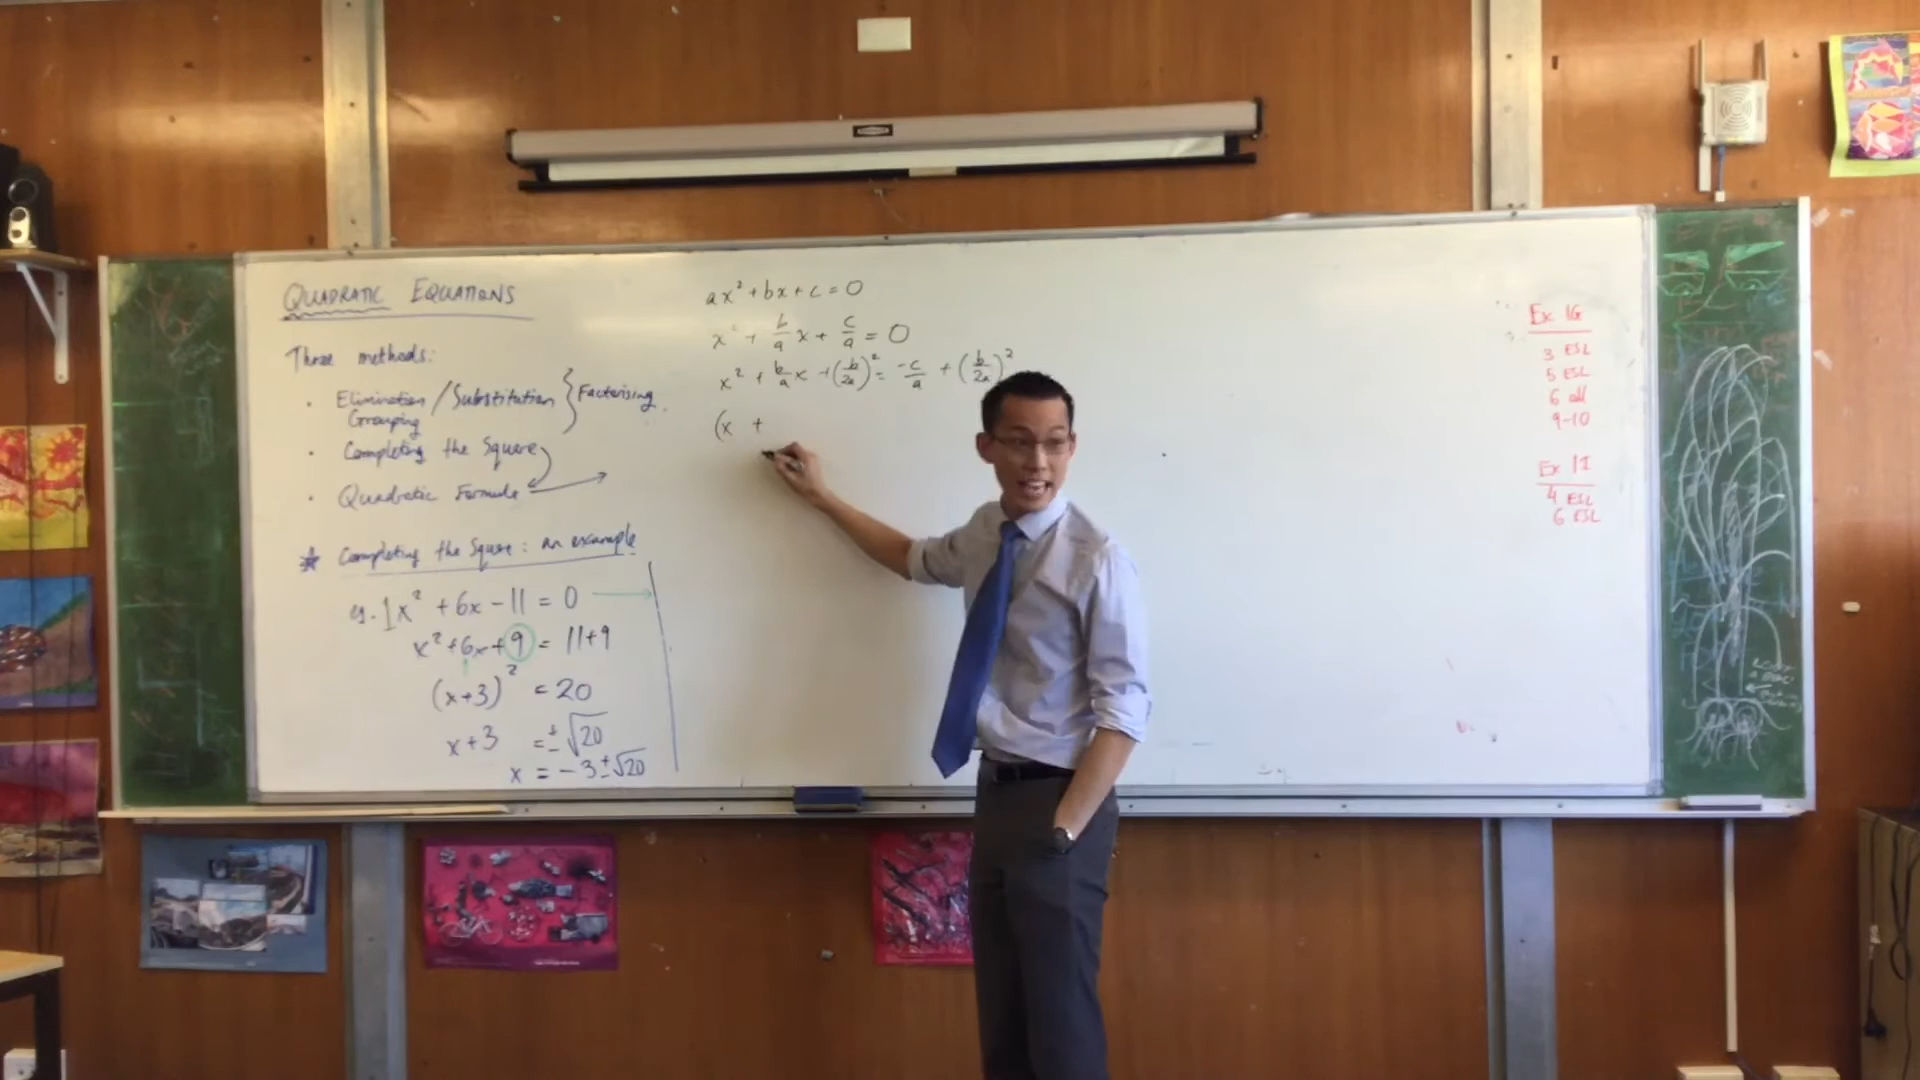 QUADRATIC EQUATIONS
Three methods:
• Elimination / Substitution } Factorising
Grouping
• Completing the Square
• Quadratic Formula
★ Completing the Square: an example
eg. 1x² + 6x - 11 = 0
x² + 6x + 9 = 11 + 9
(x+3)² = 20
x+3 = ±√20
x = -3±√20
ax² + bx + c = 0
x² + b/a x + c/a = 0
x² + b/a x + (b/2a)² = -c/a + (b/2a)²
(x +
Ex 1G
3 ESL
5 ESL
6 all
9-10
Ex 1I
4 ESL
6 ESL